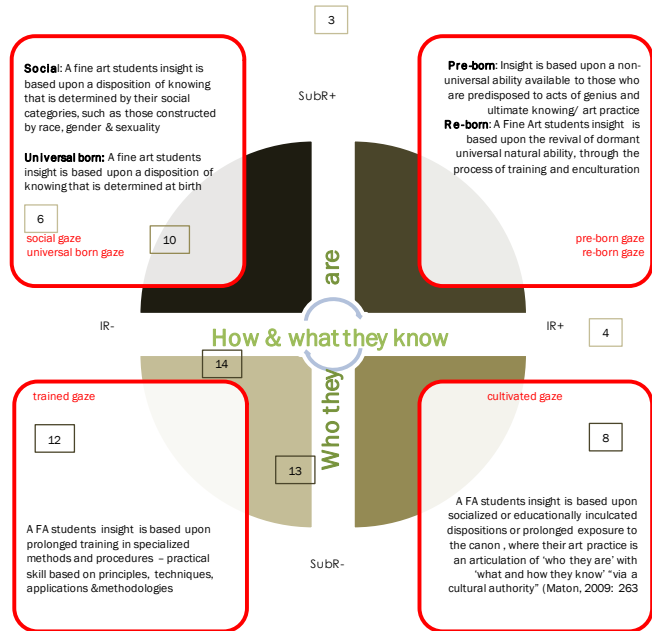 3
Social: A fine art students insight is
based upon a disposition of knowing
that is determined by their social
categories, such as those constructed
by race, gender & sexuality
Universal born: A fine art students
insight is based upon a disposition of
knowing that is determined at birth
6
social gaze
universal born gaze
10
SubR+
Pre-born: Insight is based upon a non-
universal ability available to those who
are predisposed to acts of genius and
ultimate knowing/ art practice
Re-born: A Fine Art students insight is
based upon the revival of dormant
universal natural ability, through the
process of training and enculturation
pre-born gaze
re-born gaze
IR-
How & what they know
Who they are
IR+
4
14
trained gaze
12
13
A FA students insight is based upon
prolonged training in specialized
methods and procedures – practical
skill based on principles, techniques,
applications &methodologies
SubR-
cultivated gaze
8
A FA students insight is based upon
socialized or educationally inculcated
dispositions or prolonged exposure to
the canon , where their art practice is
an articulation of ‘who they are’ with
‘what and how they know’ “via a
cultural authority” (Maton, 2009: 263